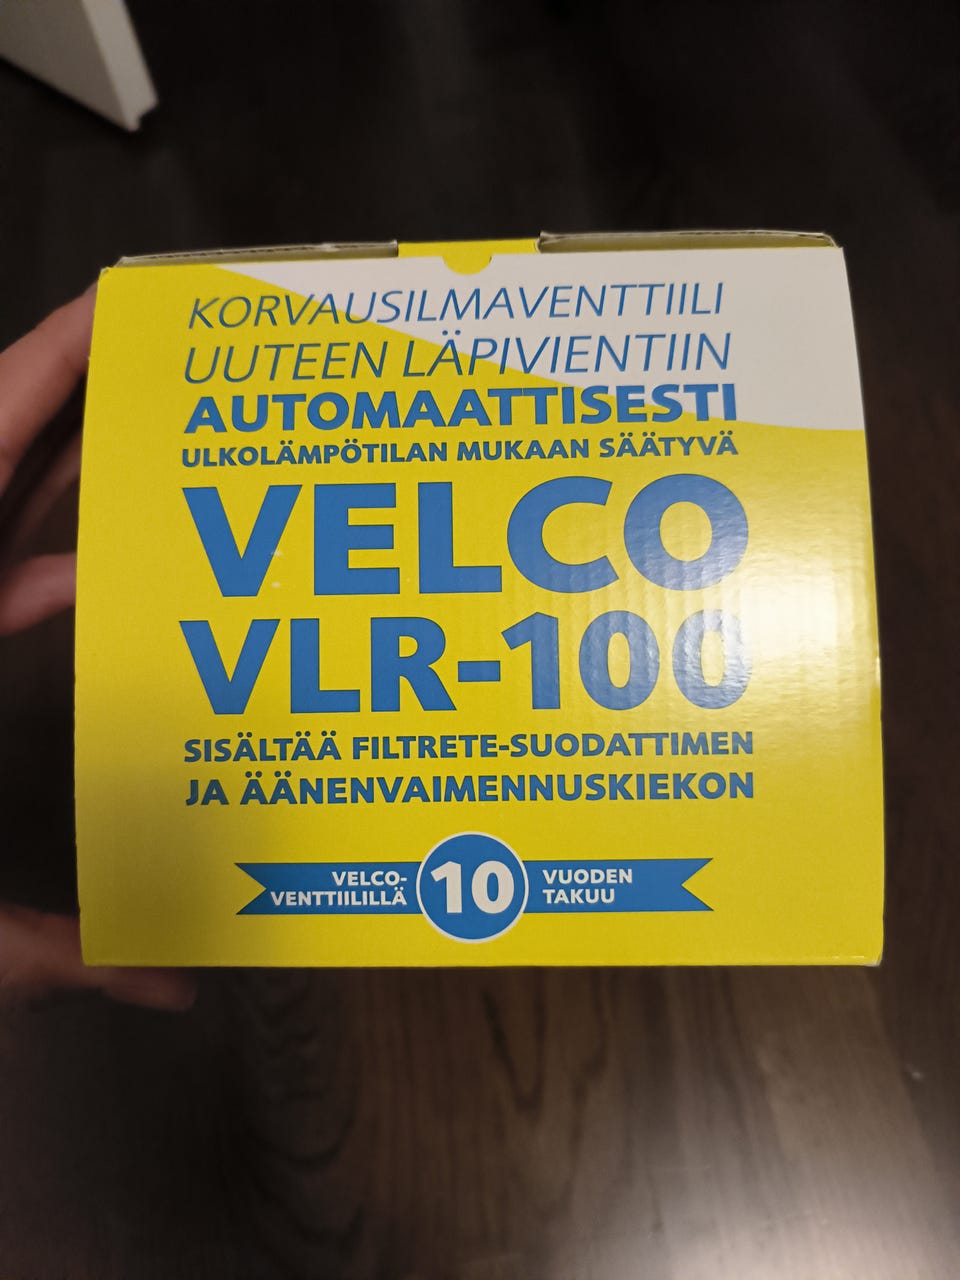 KORVAUSILMAVENTTIILI
UUTEEN LÄPIVIENTIIN
AUTOMAATTISESTI
ULKOLÄMPÖTILAN MUKAAN SÄÄTYVÄ
VELCO
VLR-100
SISÄLTÄÄ FILTRETE-SUODATTIMEN
JA ÄÄNENVAIMENNUSKIEKON
VELCO-
VENTTIILILLÄ
10
VUODEN
TAKUU